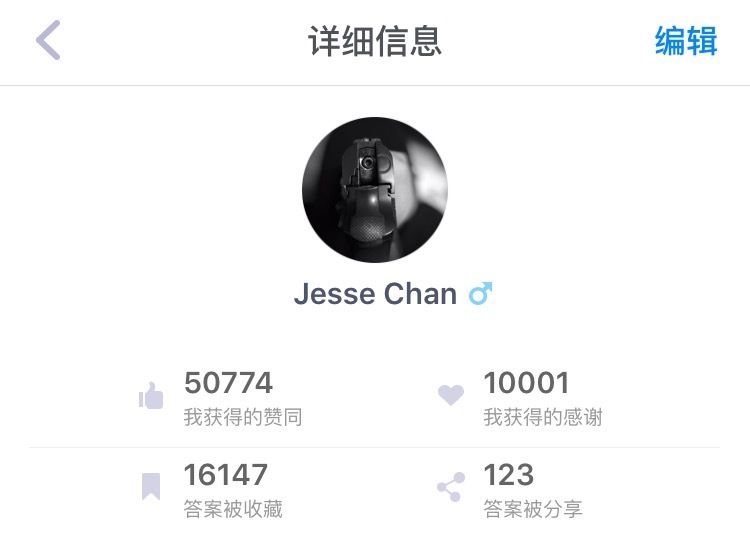 详细信息
编辑
Jesse Chan
50774
我获得的赞同
10001
我获得的感谢
16147
答案被收藏
123
答案被分享